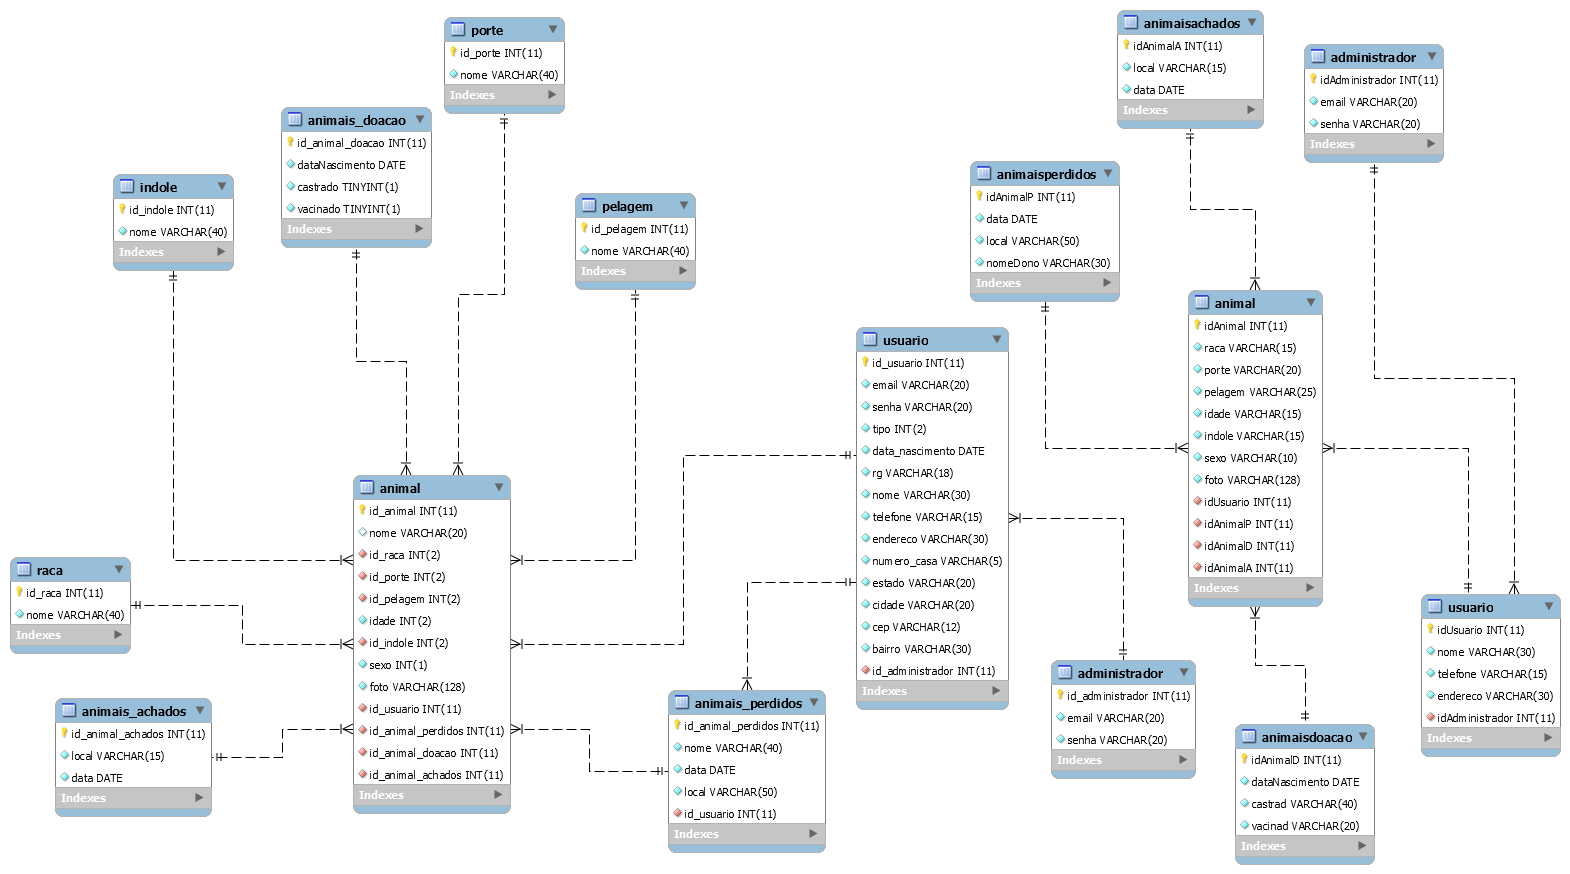 porte
id_porte INT(11)
nome VARCHAR(40)
Indexes
animais_doacao
id_animal_doacao INT(11)
dataNascimento DATE
castrado TINYINT(1)
vacinado TINYINT(1)
Indexes
indole
id_indole INT(11)
nome VARCHAR(40)
Indexes
pelagem
id_pelagem INT(11)
nome VARCHAR(40)
Indexes
raca
id_raca INT(11)
nome VARCHAR(40)
Indexes
animais_achados
id_animal_achados INT(11)
local VARCHAR(15)
data DATE
Indexes
animal
id_animal INT(11)
nome VARCHAR(20)
id_raca INT(2)
id_porte INT(2)
id_pelagem INT(2)
idade INT(2)
id_indole INT(2)
sexo INT(1)
foto VARCHAR(128)
id_usuario INT(11)
id_animal_perdidos INT(11)
id_animal_doacao INT(11)
id_animal_achados INT(11)
Indexes
animais_perdidos
id_animal_perdidos INT(11)
nome VARCHAR(40)
data DATE
local VARCHAR(50)
id_usuario INT(11)
Indexes
usuario
id_usuario INT(11)
email VARCHAR(20)
senha VARCHAR(20)
tipo INT(2)
data_nascimento DATE
rg VARCHAR(18)
nome VARCHAR(30)
telefone VARCHAR(15)
endereco VARCHAR(30)
numero_casa VARCHAR(5)
estado VARCHAR(20)
cidade VARCHAR(20)
cep VARCHAR(12)
bairro VARCHAR(30)
id_administrador INT(11)
Indexes
administrador
id_administrador INT(11)
email VARCHAR(20)
senha VARCHAR(20)
Indexes
animaisachados
idAnimalA INT(11)
local VARCHAR(15)
data DATE
Indexes
administrador
idAdministrador INT(11)
email VARCHAR(20)
senha VARCHAR(20)
Indexes
animaisperdidos
idAnimalP INT(11)
data DATE
local VARCHAR(50)
nomeDono VARCHAR(30)
Indexes
animal
idAnimal INT(11)
raca VARCHAR(15)
porte VARCHAR(20)
pelagem VARCHAR(25)
idade VARCHAR(15)
indole VARCHAR(15)
sexo VARCHAR(10)
foto VARCHAR(128)
idUsuario INT(11)
idAnimalP INT(11)
idAnimalD INT(11)
idAnimalA INT(11)
Indexes
usuario
idUsuario INT(11)
nome VARCHAR(30)
telefone VARCHAR(15)
endereco VARCHAR(30)
idAdministrador INT(11)
Indexes
animaisdoacao
idAnimalD INT(11)
dataNascimento DATE
castrad VARCHAR(40)
vacinad VARCHAR(20)
Indexes